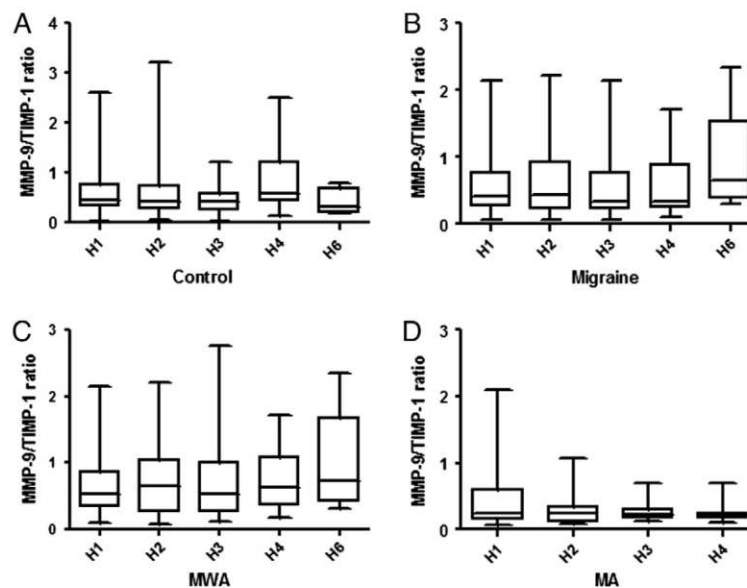 A
MMP-9/TIMP-1 ratio
4
3
2
1
0
H1 H2 H3 H4 H6
Control
B
MMP-9/TIMP-1 ratio
3
2
1
0
H1 H2 H3 H4 H6
Migraine
C
MMP-9/TIMP-1 ratio
3
2
1
0
H1 H2 H3 H4 H6
MWA
D
MMP-9/TIMP-1 ratio
3
2
1
0
H1 H2 H3 H4
MA